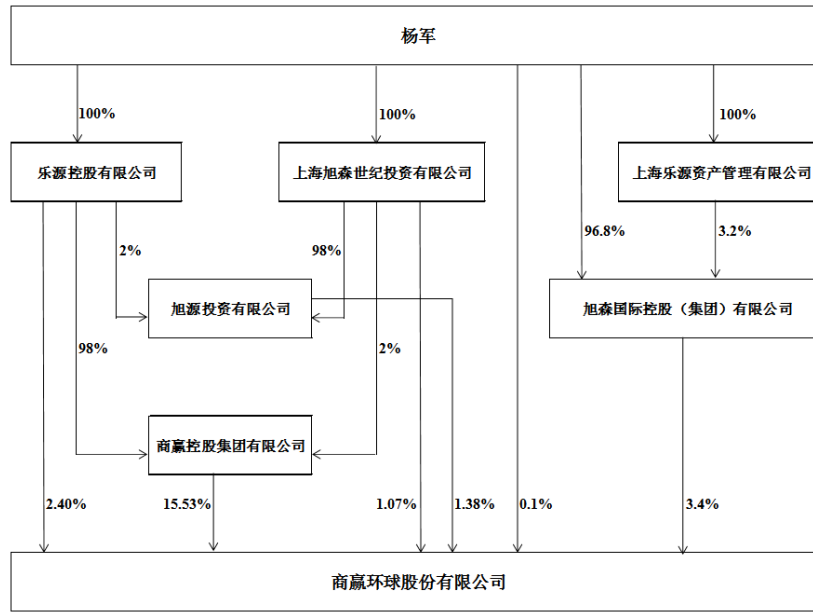 杨军
100%
100%
100%
乐源控股有限公司
上海旭森世纪投资有限公司
上海乐源资产管理有限公司
2%
98%
96.8%
3.2%
旭源投资有限公司
旭森国际控股（集团）有限公司
98%
2%
商赢控股集团有限公司
2.40%
15.53%
1.07%
1.38%
0.1%
3.4%
商赢环球股份有限公司